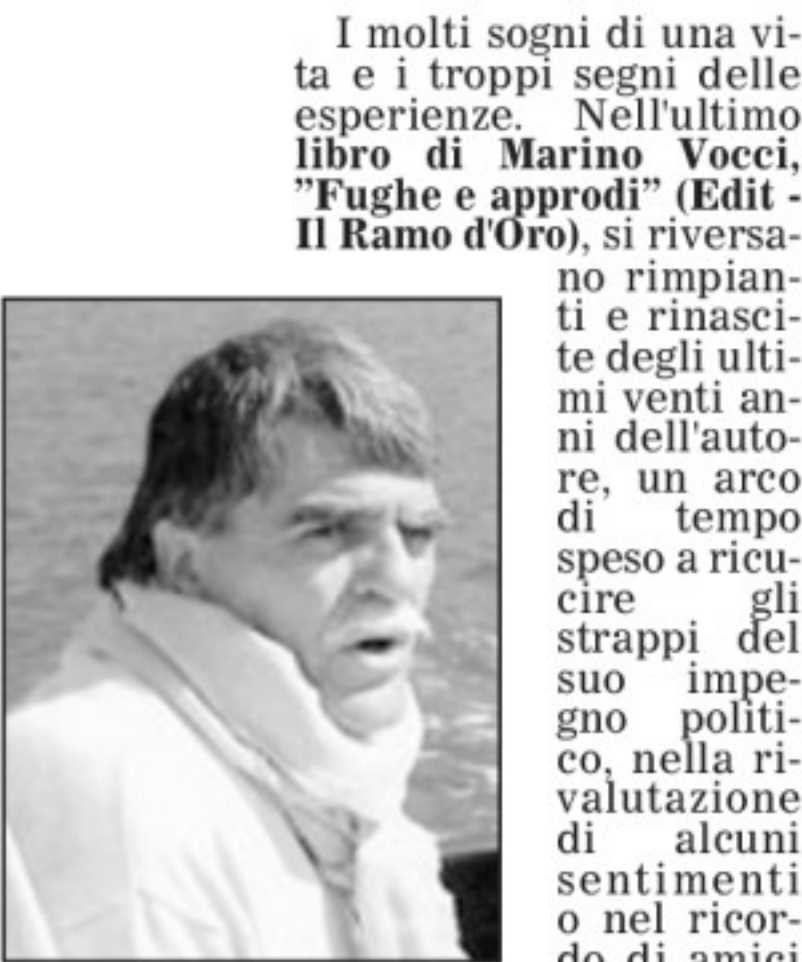 I molti sogni di una vi-
ta e i troppi segni delle
esperienze. Nell'ultimo
libro di Marino Vocci,
”Fughe e approdi” (Edit -
Il Ramo d'Oro), si riversa-
no rimpian-
ti e rinasci-
te degli ulti-
mi venti an-
ni dell'auto-
re, un arco
di tempo
speso a ricu-
cire gli
strappi del
suo impe-
gno politi-
co, nella ri-
valutazione
di alcuni
sentimenti
o nel ricor-
do di amici